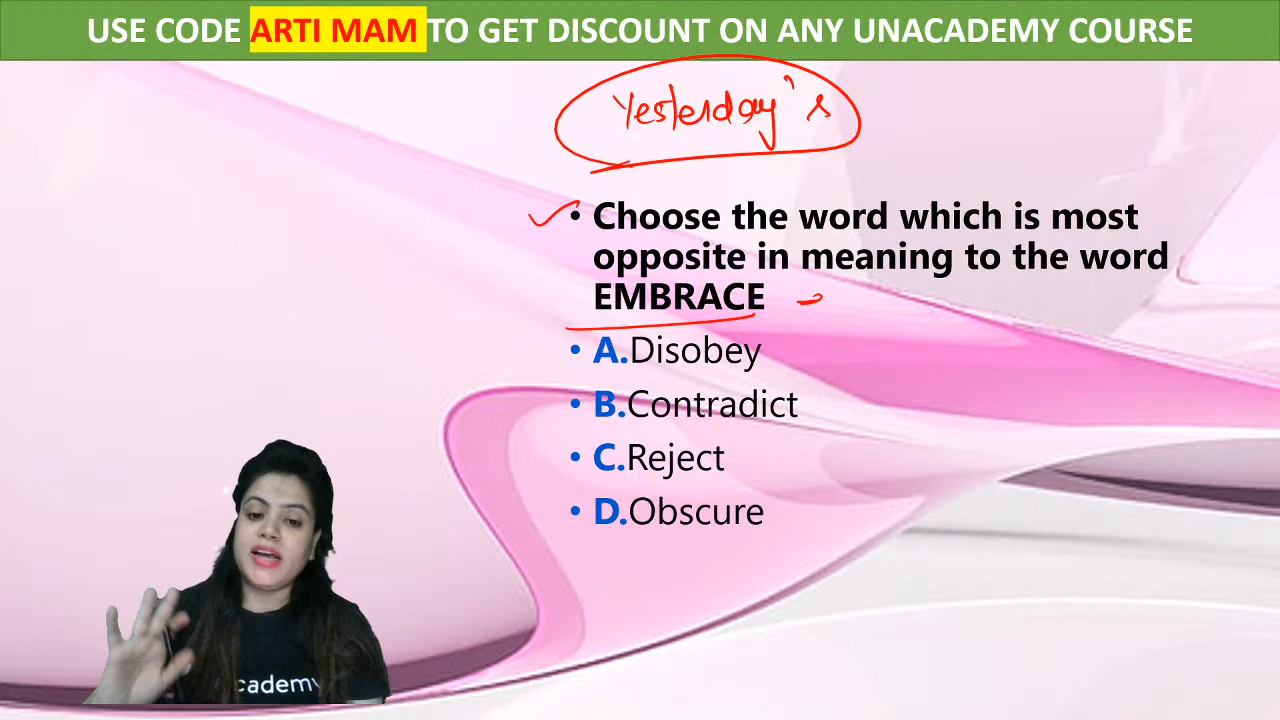 USE CODE ARTI MAM TO GET DISCOUNT ON ANY UNACADEMY COURSE
Yesterday's
• Choose the word which is most
opposite in meaning to the word
EMBRACE
• A.Disobey
• B.Contradict
• C.Reject
• D.Obscure
cademy